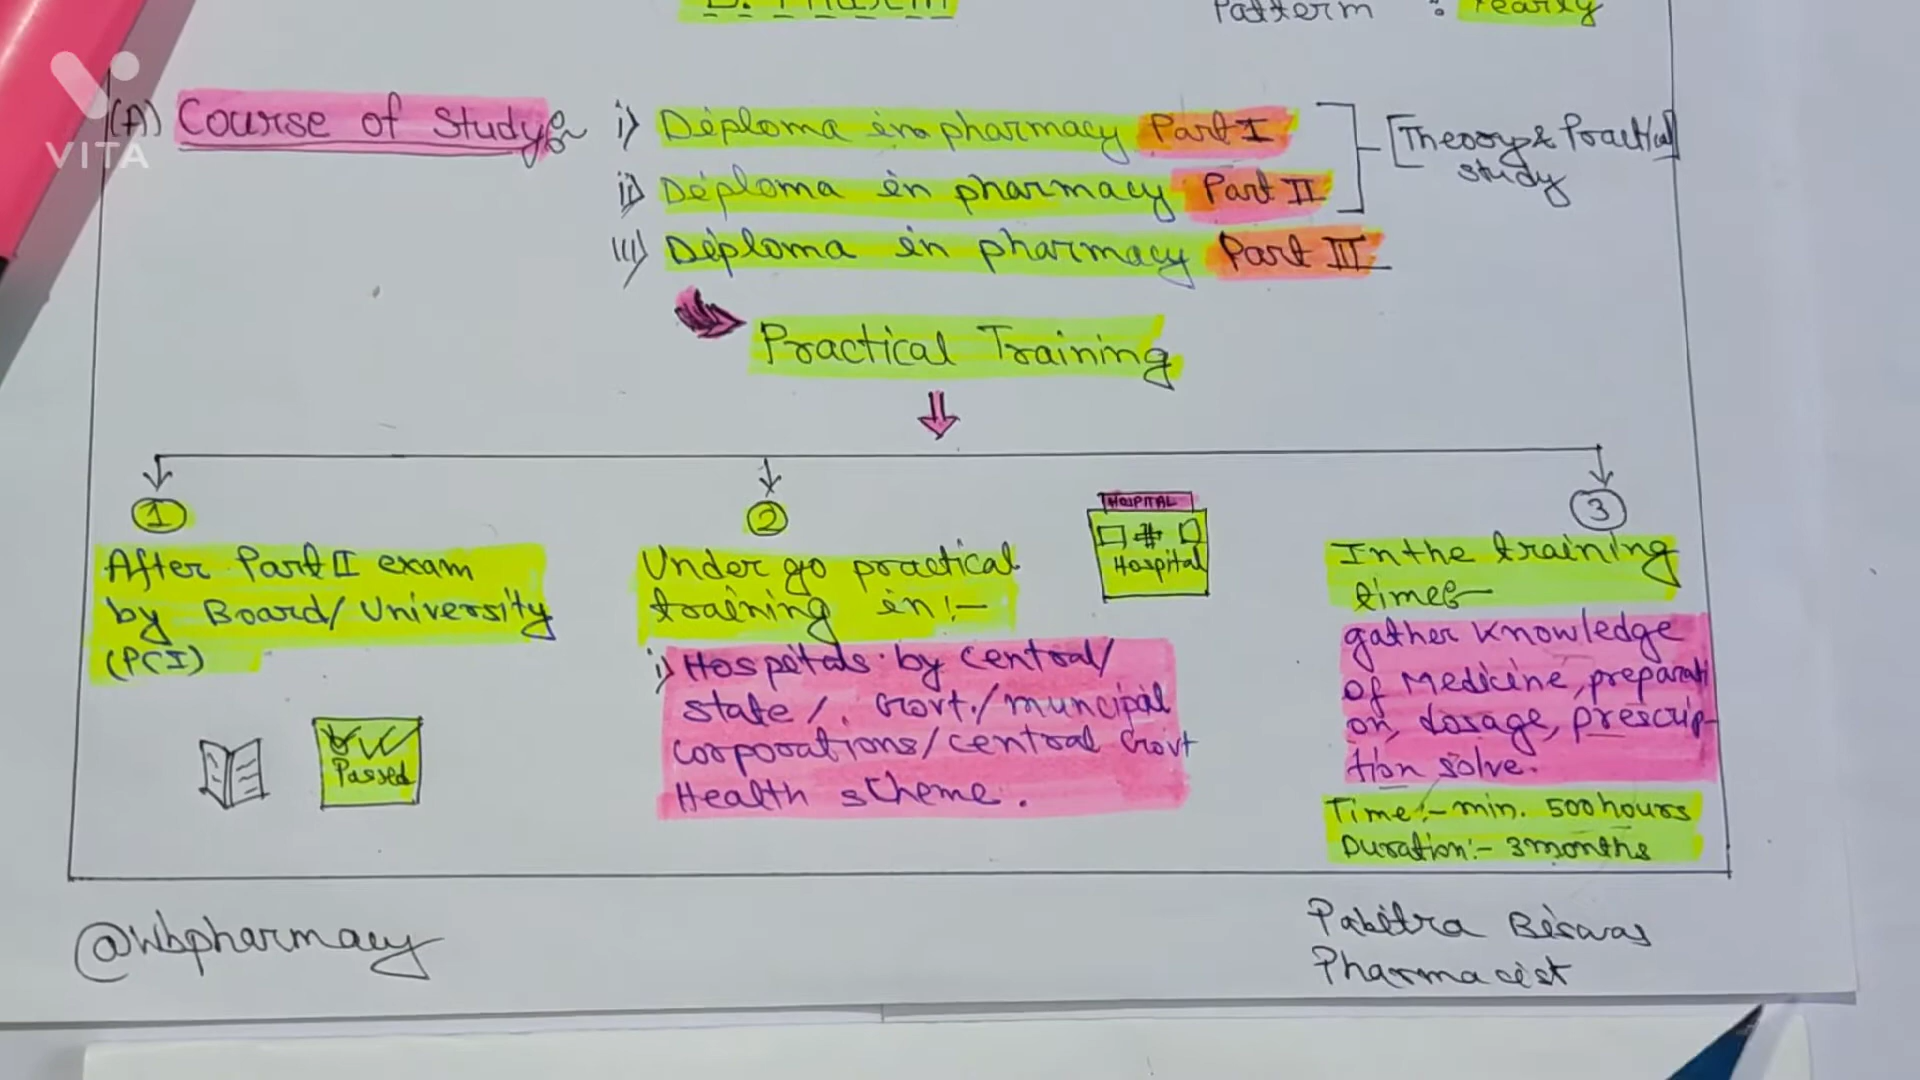 D. Pharm
Pattern : Yearly
VITA
(A) Course of study :~ i) Diploma in pharmacy Part I
ii) Diploma in pharmacy Part II
[Theory & Practical]
study
iii) Diploma in pharmacy Part III
Practical Training
1
After Part II exam
by Board/University
(PCI)
Passed
2
Under go practical
training in:-
i) Hospitals by central/
state/. Govt./muncipal
corporations/central Govt
Health scheme.
HOSPITAL
Hospital
3
In the training
time:-
gather knowledge
of Medicine, preparati
on, dosage, prescrip-
tion solve.
Time:- min. 500 hours
Duration:- 3 months
@wbpharmacy
Pabitra Biswas
Pharmacist